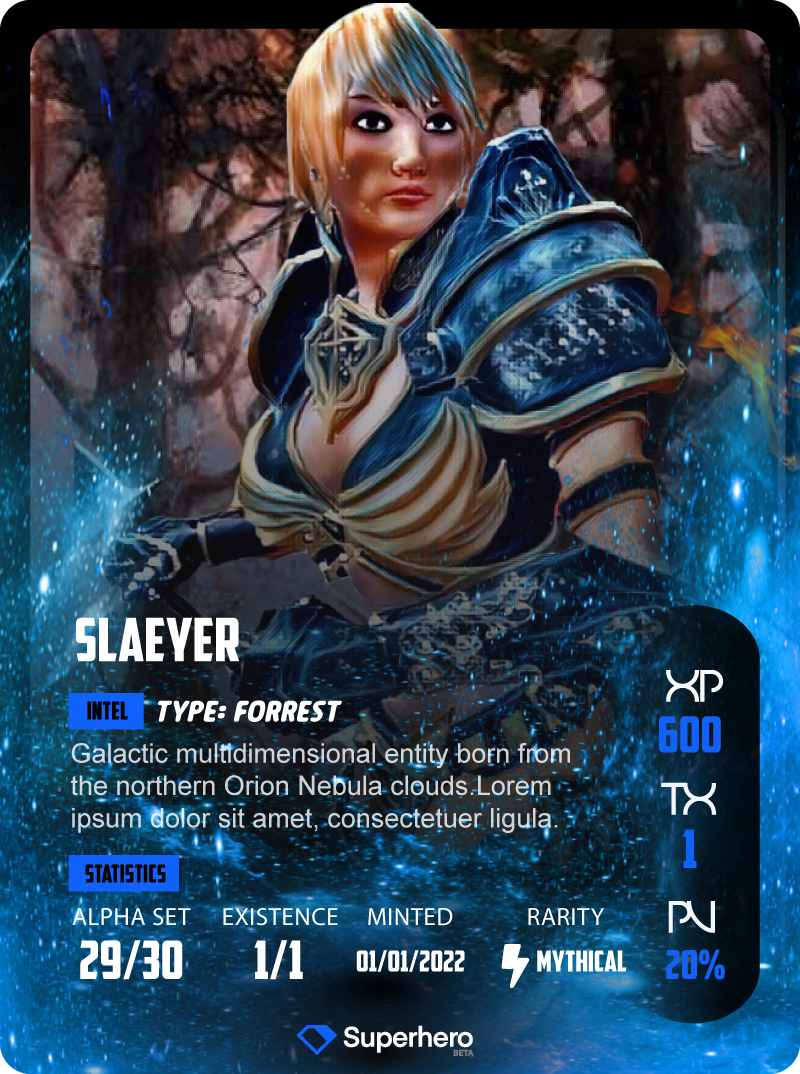 SLAEYER
INTEL TYPE: FORREST
Galactic multidimensional entity born from
the northern Orion Nebula clouds.Lorem
ipsum dolor sit amet, consectetuer ligula.
STATISTICS
ALPHA SET EXISTENCE MINTED RARITY
29/30 1/1 01/01/2022 MYTHICAL
XP
600
TX
1
PV
20%
Superhero
BETA